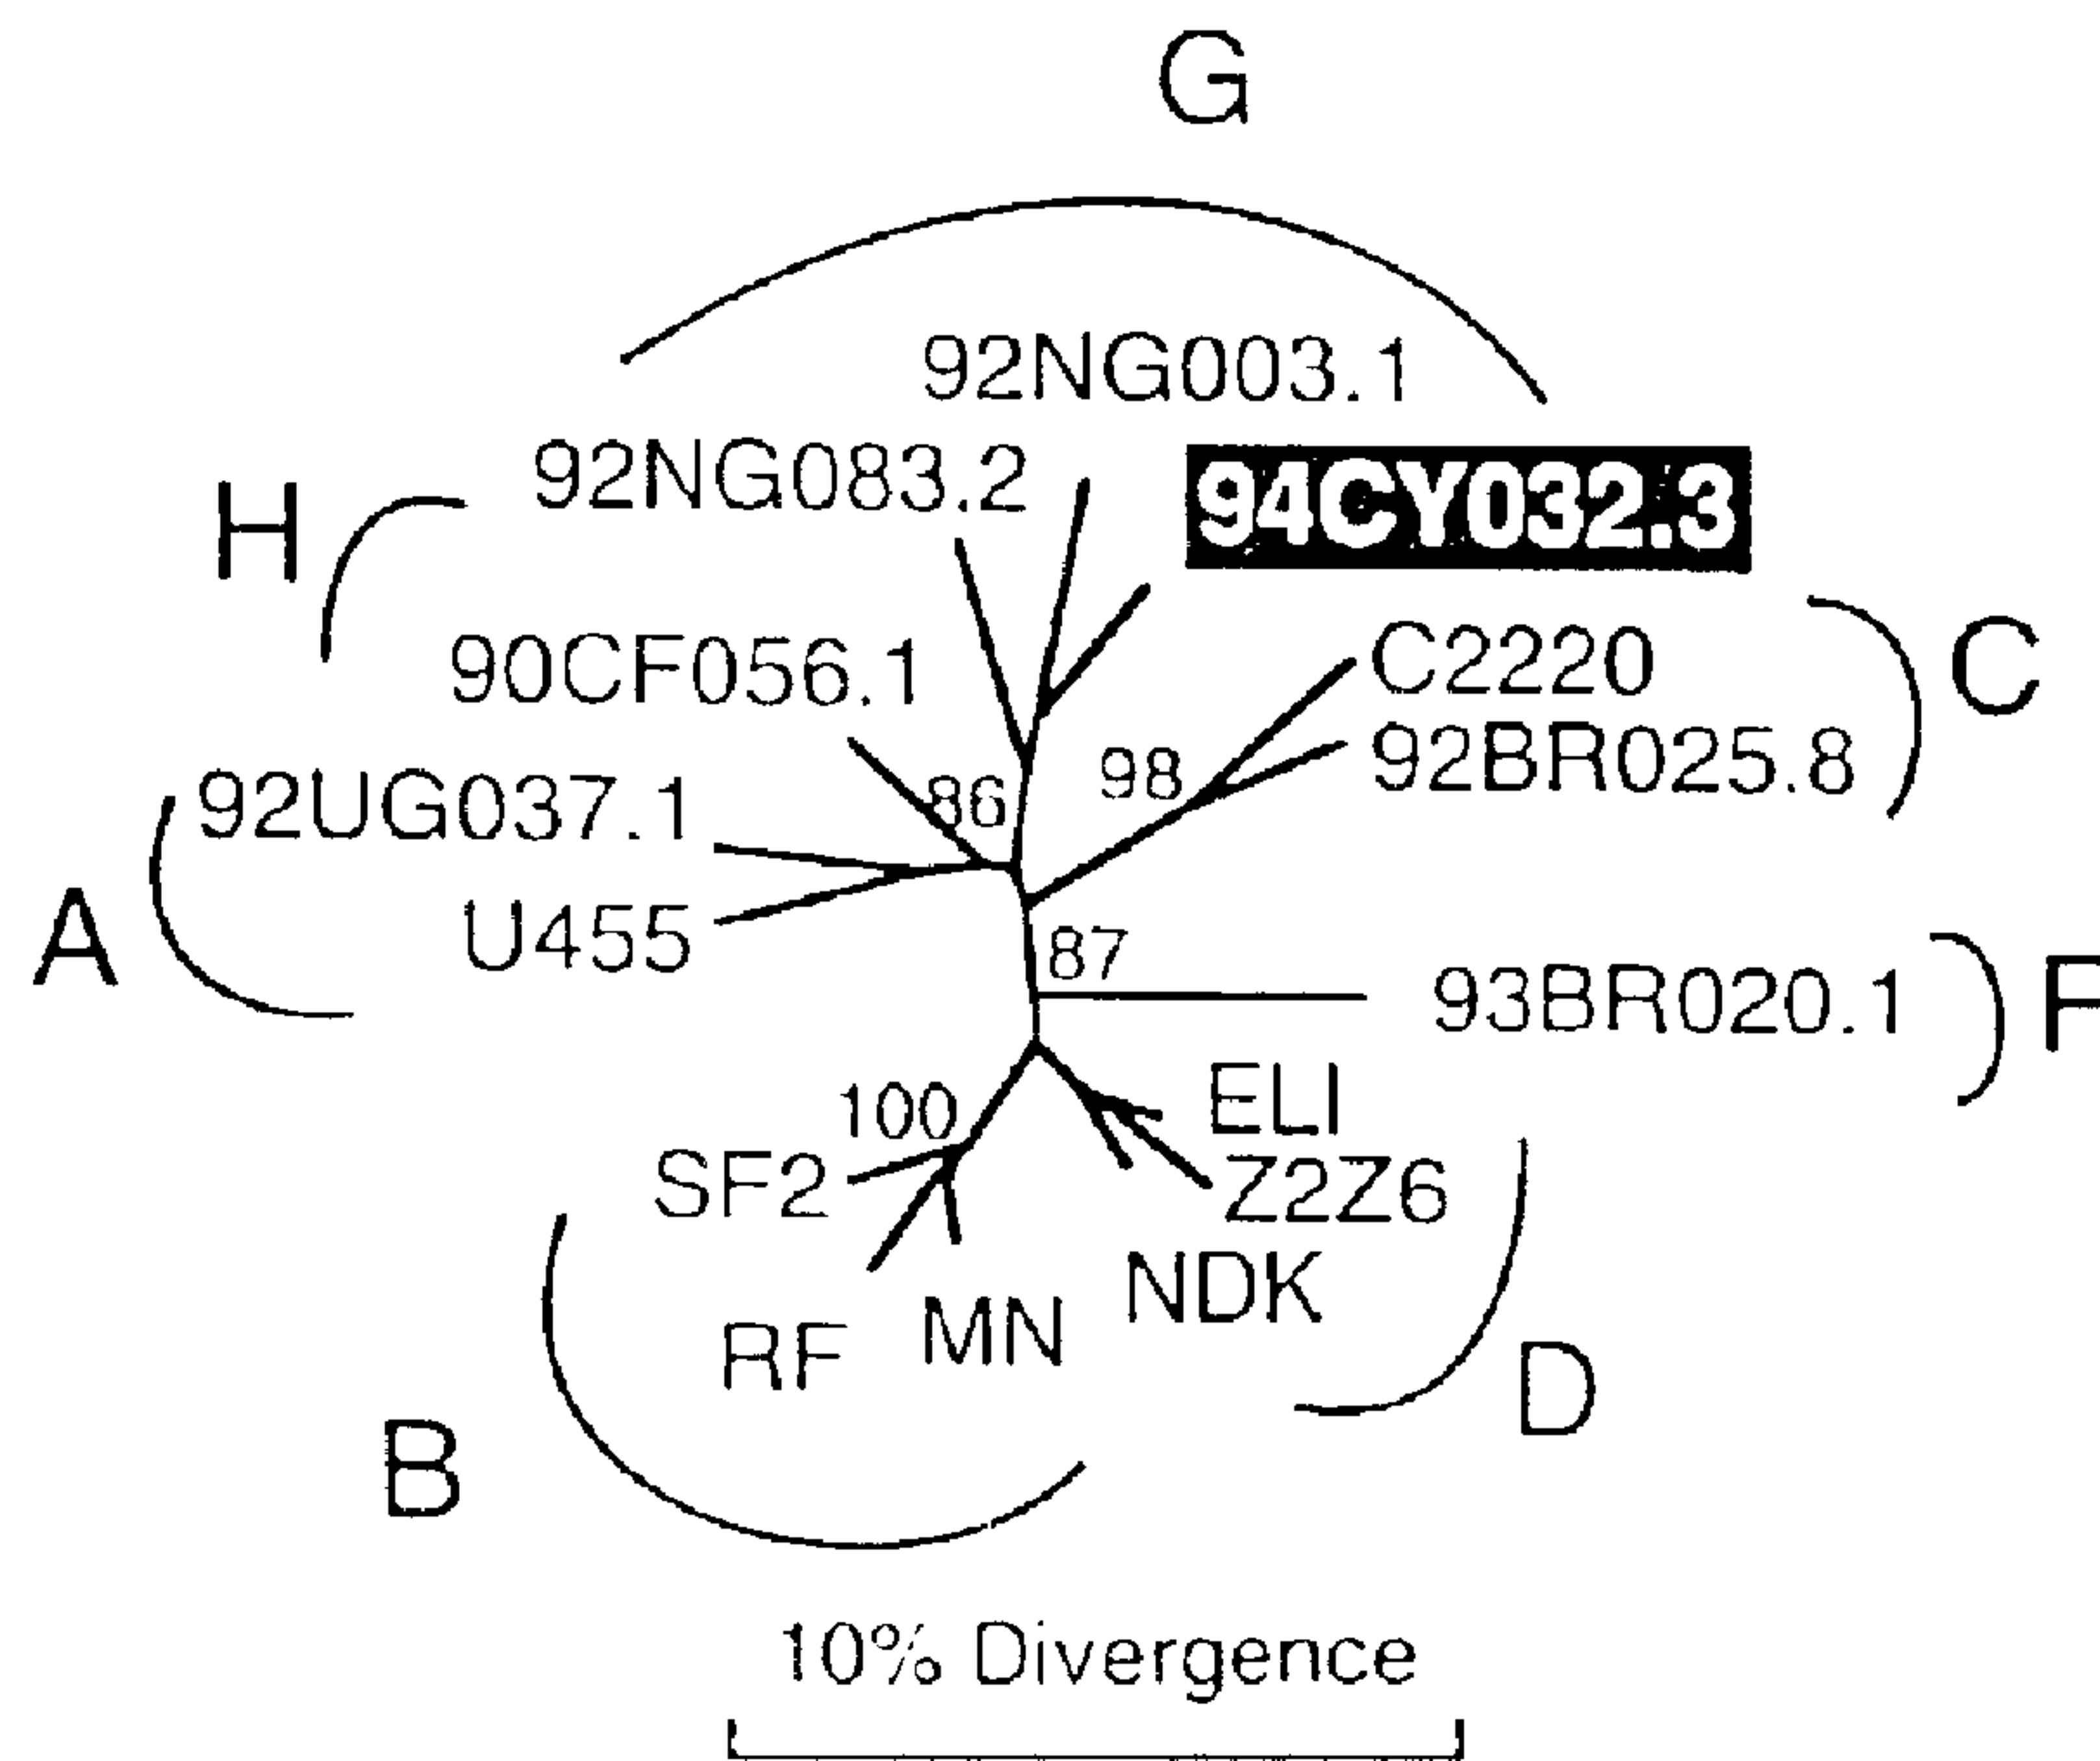 G
92NG003.1
92NG083.2
94CY032.3
H
90CF056.1
C2220
C
98
92BR025.8
86
92UG037.1
A
U455
87
93BR020.1
F
100
ELI
SF2
Z2Z6
NDK
RF
MN
D
B
10% Divergence